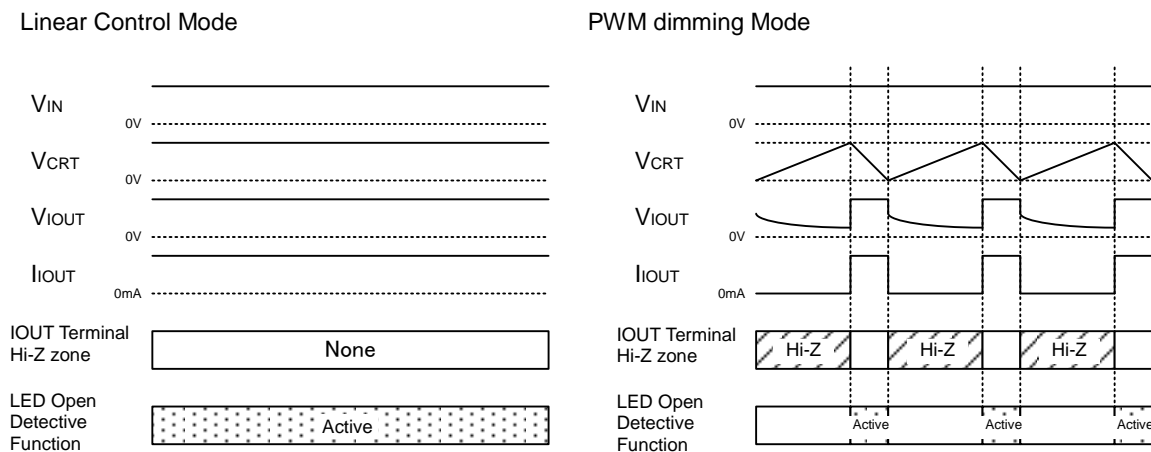 Linear Control Mode
VIN
0V
VCRT
0V
VIOUT
0V
IIOUT
0mA
IOUT Terminal
Hi-Z zone
None
LED Open
Detective
Function
Active
PWM dimming Mode
VIN
0V
VCRT
0V
VIOUT
0V
IIOUT
0mA
IOUT Terminal
Hi-Z zone
Hi-Z Hi-Z Hi-Z
LED Open
Detective
Function
Active Active Active